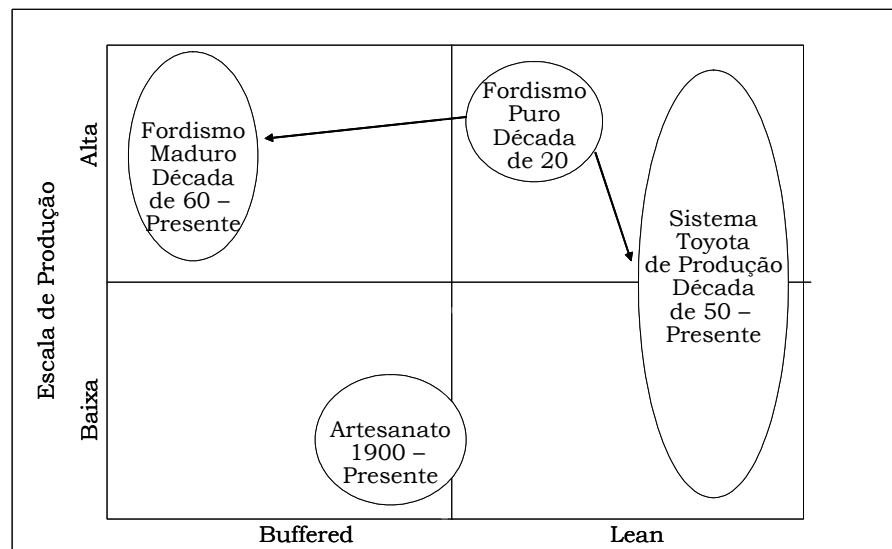 Escala de Produção
Alta
Baixa
Fordismo
Maduro
Década
de 60 –
Presente
Fordismo
Puro
Década
de 20
Sistema
Toyota
de Produção
Década
de 50 –
Presente
Artesanato
1900 –
Presente
Buffered
Lean